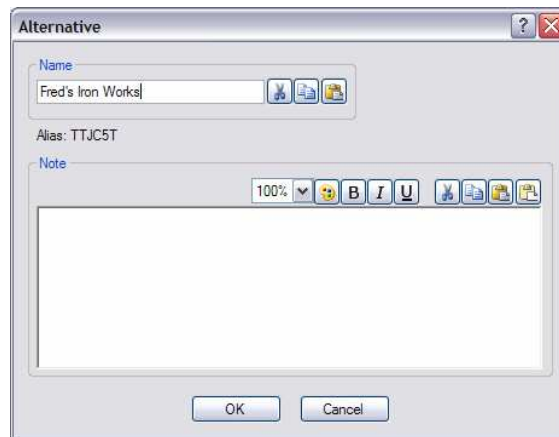 Alternative ?
Name
Fred's Iron Works
Alias: TTJC5T
Note
100% B I U
OK Cancel